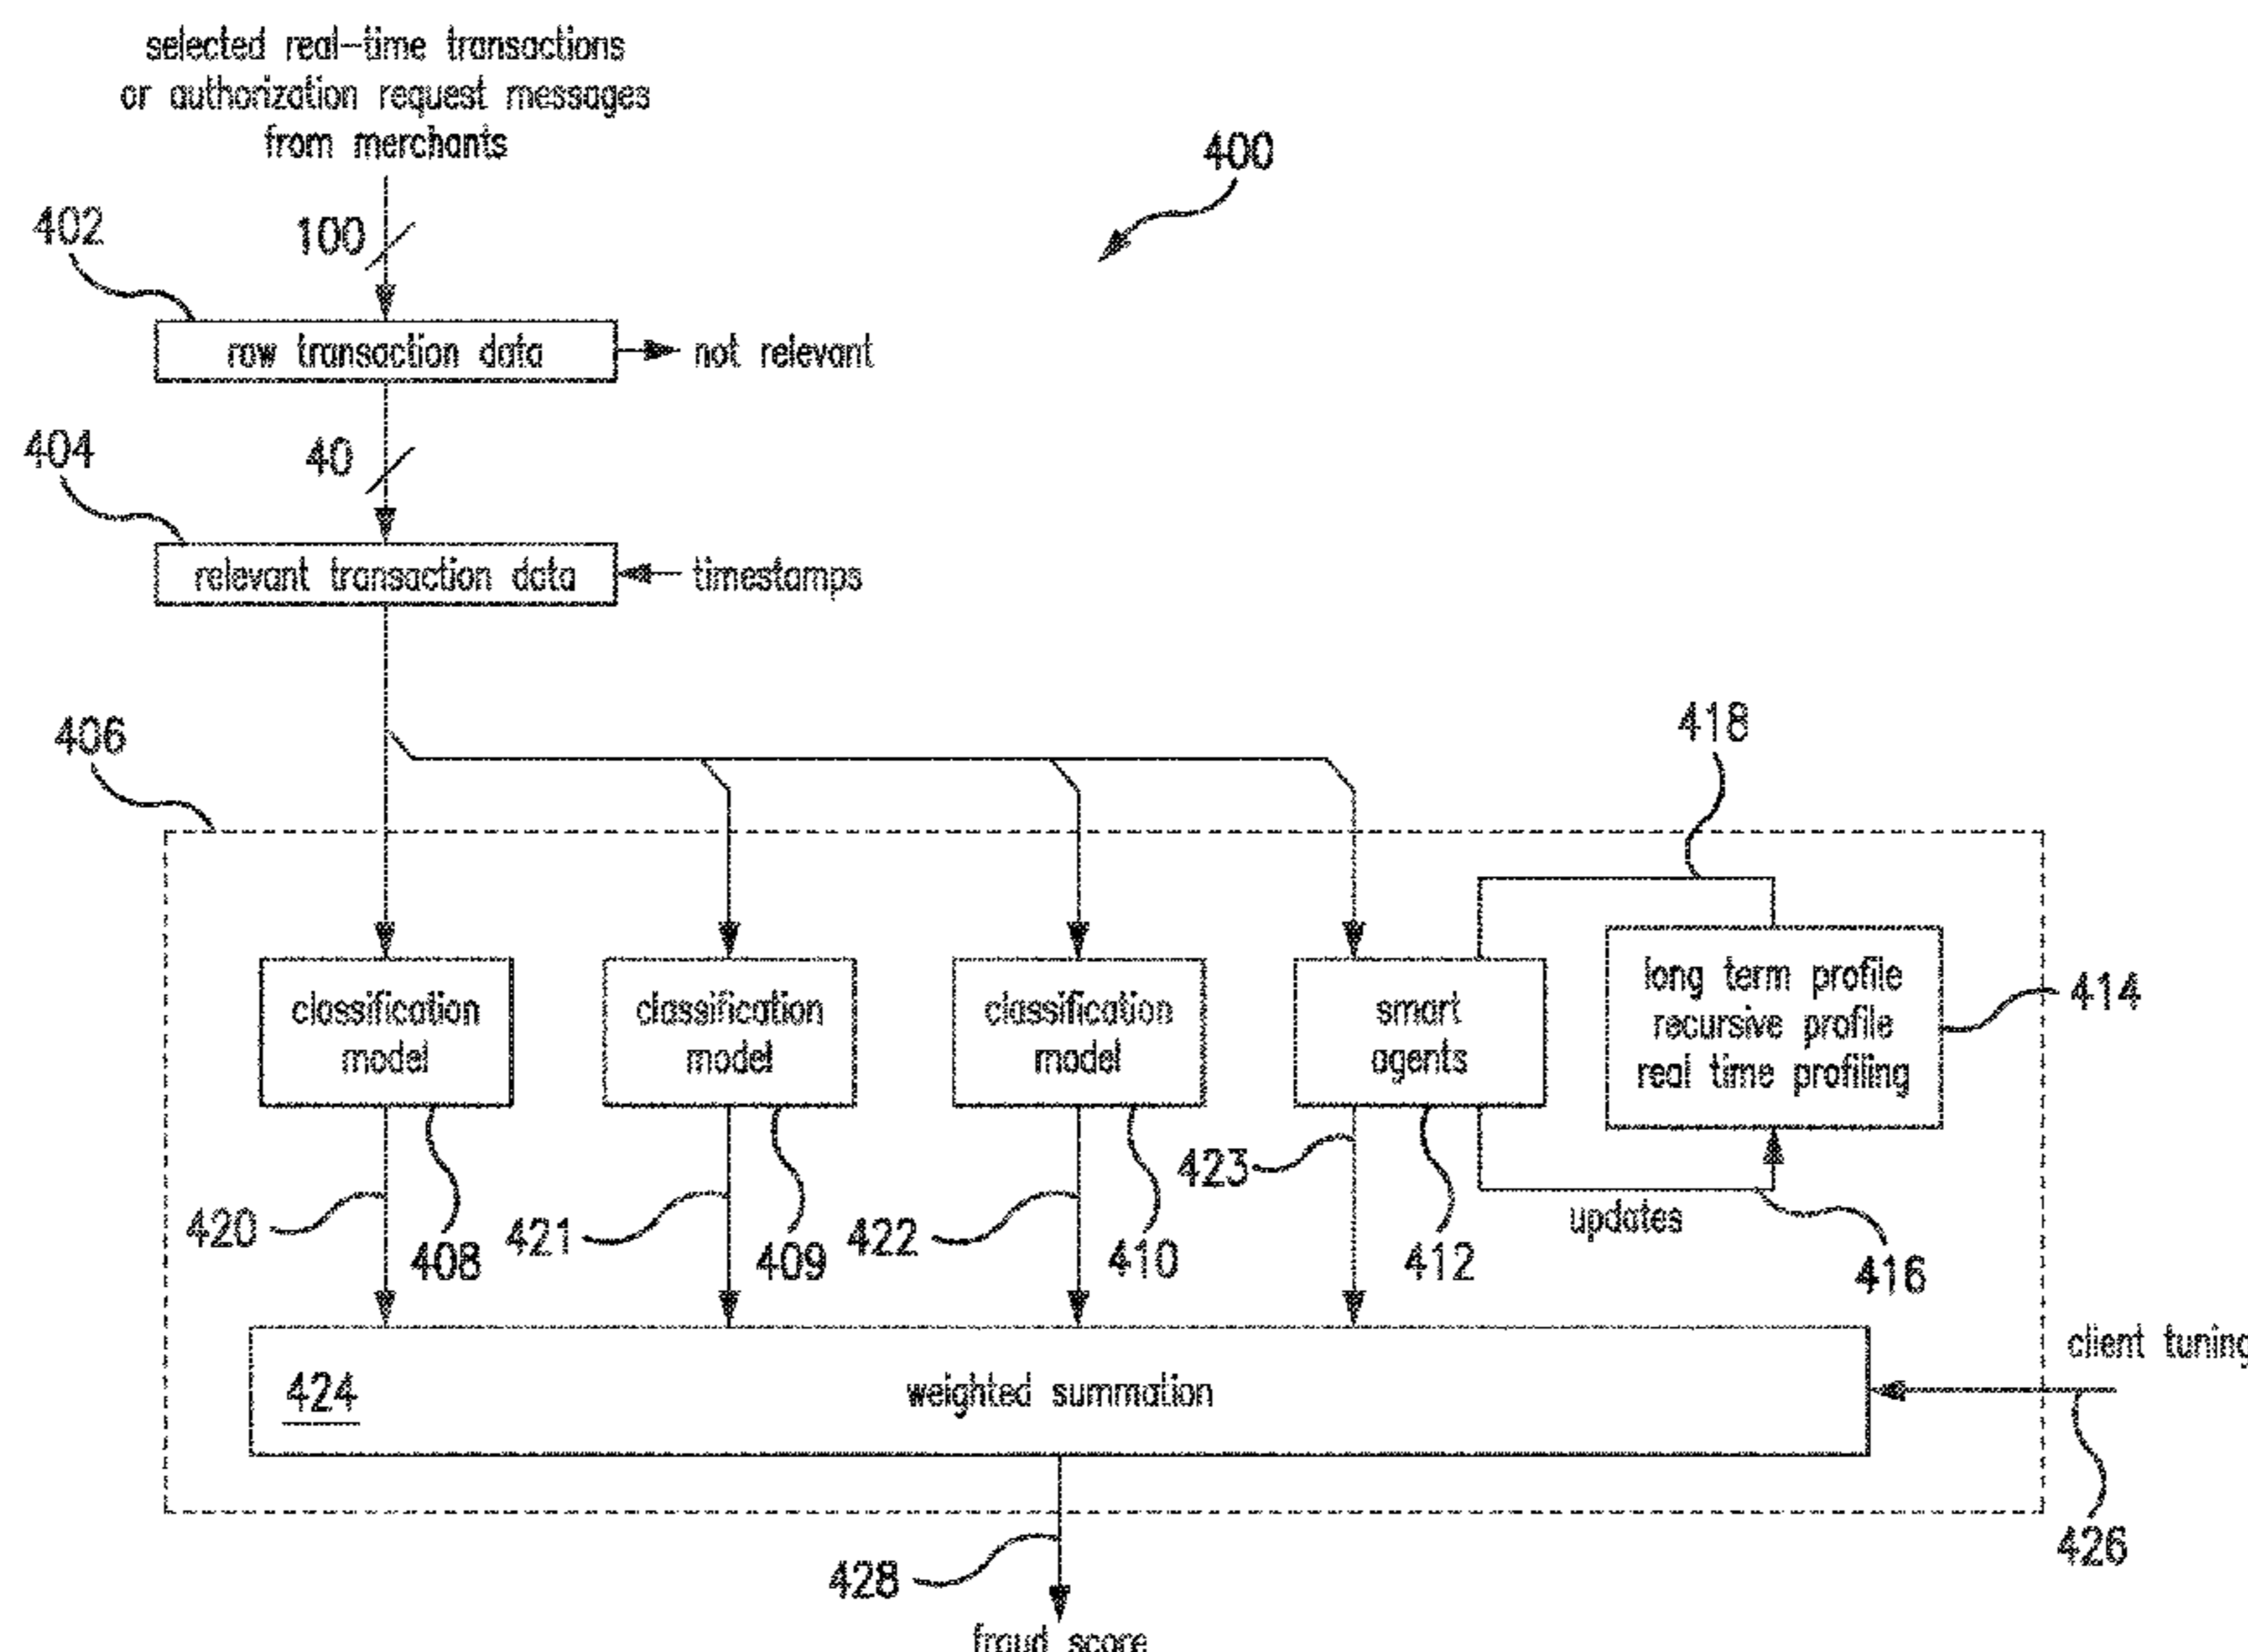 selected real-time transactions
or authorization request messages
from merchants
400
402
100
raw transaction data
not relevant
404
40
relevant transaction data
timestamps
406
418
classification
model
classification
model
classification
model
smart
agents
long term profile
recursive profile
real time profiling
414
420
408
421
409
422
410
423
412
updates
416
424
weighted summation
client tuning
426
428
fraud score